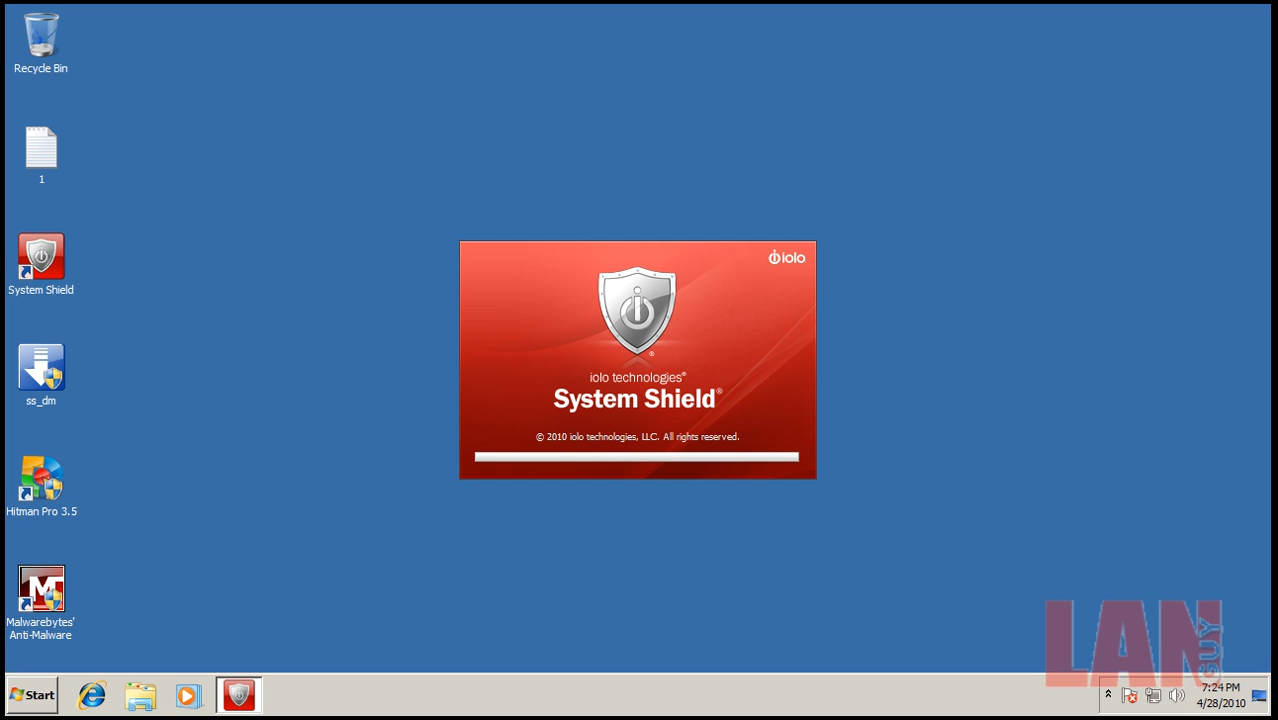 Recycle Bin
1
System Shield
ss_dm
Hitman Pro 3.5
Malwarebytes'
Anti-Malware
iolo
iolo technologies®
System Shield®
© 2010 iolo technologies, LLC. All rights reserved.
LAN
GUY
Start
7:24 PM
4/28/2010